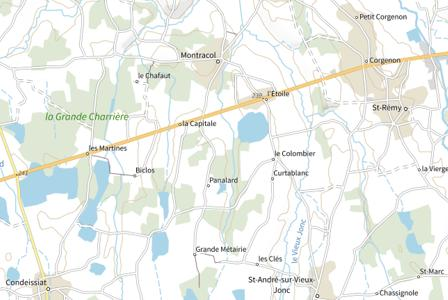 Petit Corgenon
Montracol
Corgenon
le Chafaut
239
l'Étoile
St-Rémy
la Grande Charrière
la Capitale
les Martines
le Colombier
Biclos
la Vierge
241
Curtablanc
Panalard
le Vieux Jonc
Grande Métairie
les Clés
St-Marc
Condeissiat
St-André-sur-Vieux-
Jonc
Chassignole